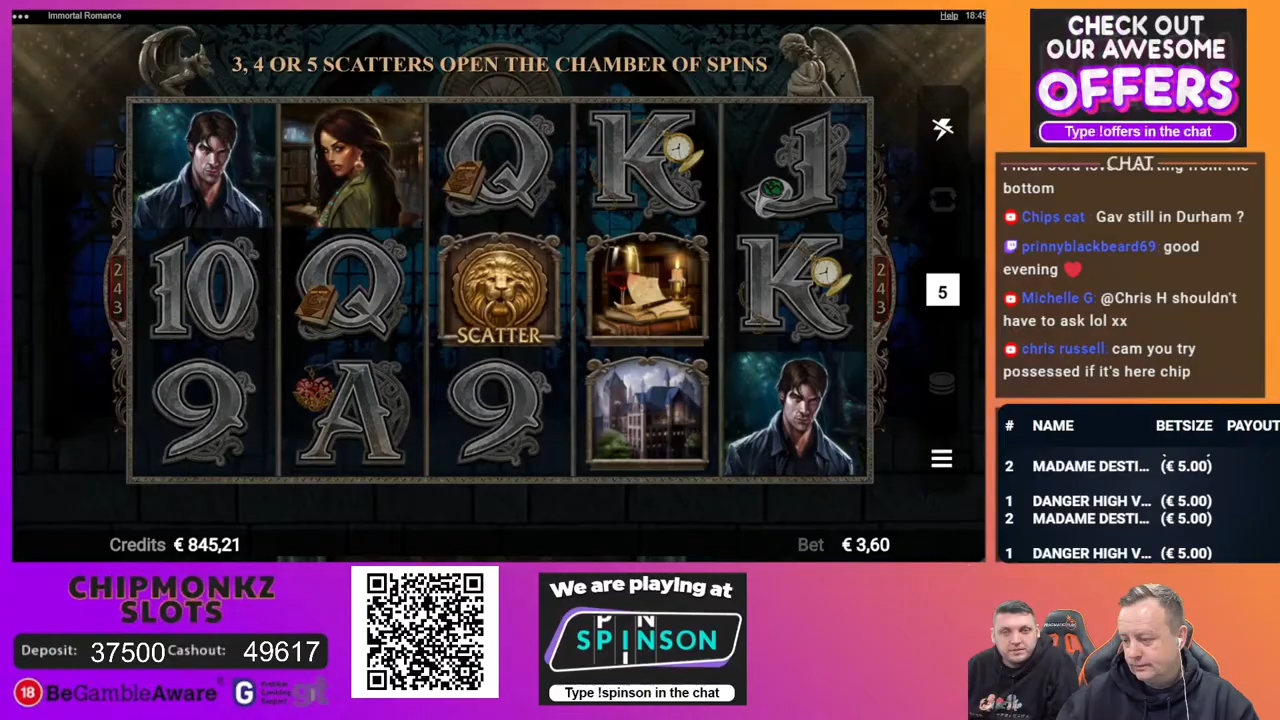 Immortal Romance
Help 18:49
3, 4 OR 5 SCATTERS OPEN THE CHAMBER OF SPINS
Q K J
10 Q SCATTER K
9 A 9
243
243
5
Credits € 845,21
Bet € 3,60
CHECK OUT
OUR AWESOME
OFFERS
Type !offers in the chat
CHAT
bottom
Chips cat: Gav still in Durham ?
prinnyblackbeard69: good
evening ❤️
Michelle G: @Chris H shouldn't
have to ask lol xx
chris russell: cam you try
possessed if it's here chip
# NAME BETSIZE PAYOUT
2 MADAME DESTI... (€ 5.00)
1 DANGER HIGH V... (€ 5.00)
2 MADAME DESTI... (€ 5.00)
1 DANGER HIGH V... (€ 5.00)
CHIPMONKZ
SLOTS
Deposit: 37500 Cashout: 49617
18 BeGambleAware
We are playing at
SPINSON
Type !spinson in the chat